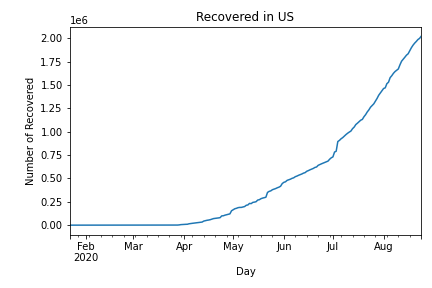 Recovered in US
1e6
2.00
1.75
1.50
1.25
1.00
0.75
0.50
0.25
0.00
Number of Recovered
Feb Mar Apr May Jun Jul Aug
2020
Day